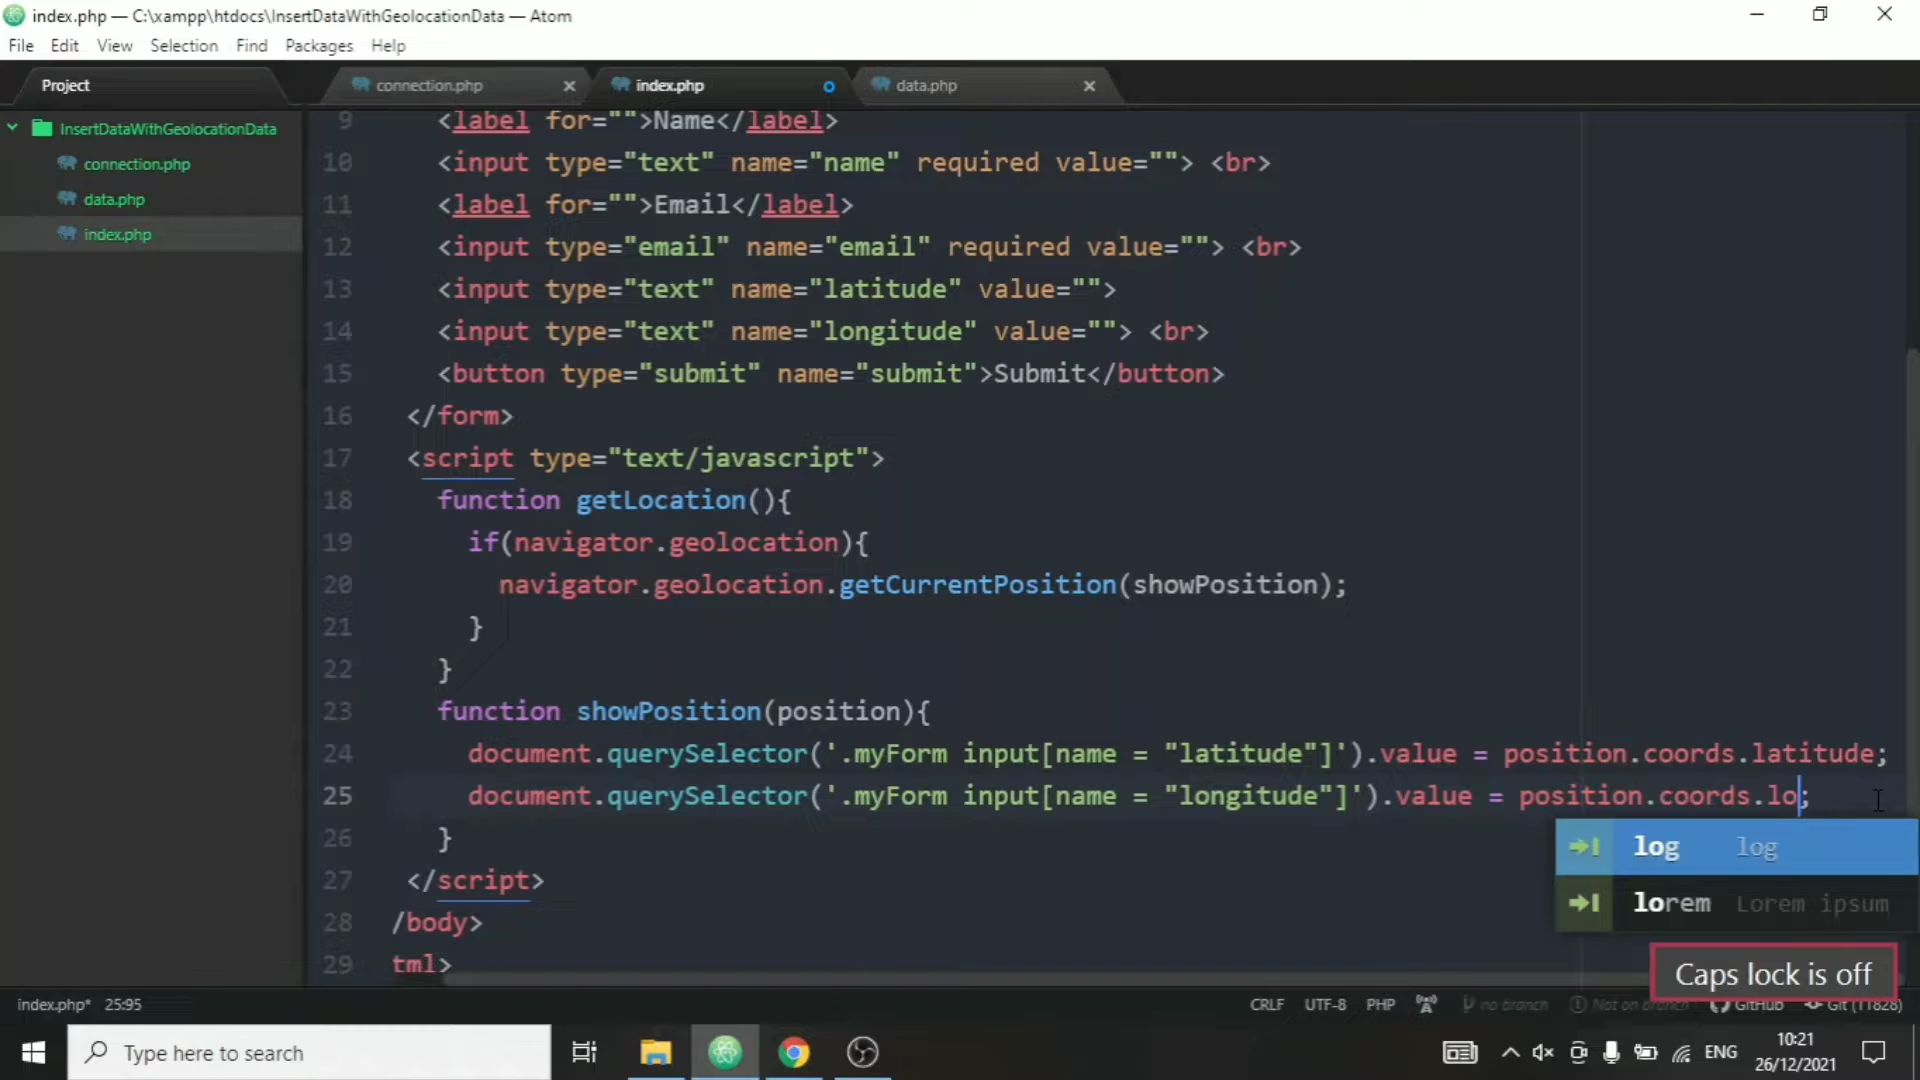 index.php — C:\xampp\htdocs\InsertDataWithGeolocationData — Atom
File Edit View Selection Find Packages Help
Project
connection.php
index.php
data.php
InsertDataWithGeolocationData
connection.php
data.php
index.php
9 <label for="">Name</label>
10 <input type="text" name="name" required value=""> <br>
11 <label for="">Email</label>
12 <input type="email" name="email" required value=""> <br>
13 <input type="text" name="latitude" value="">
14 <input type="text" name="longitude" value=""> <br>
15 <button type="submit" name="submit">Submit</button>
16 </form>
17 <script type="text/javascript">
18 function getLocation(){
19 if(navigator.geolocation){
20 navigator.geolocation.getCurrentPosition(showPosition);
21 }
22 }
23 function showPosition(position){
24 document.querySelector('.myForm input[name = "latitude"]').value = position.coords.latitude;
25 document.querySelector('.myForm input[name = "longitude"]').value = position.coords.lo;
26 }
27 </script>
28 /body>
29 tml>
log log
lorem Lorem ipsum
Caps lock is off
index.php* 25:95
CRLF UTF-8 PHP no branch Not on branch GitHub Git (11828)
Type here to search
ENG
10:21
26/12/2021